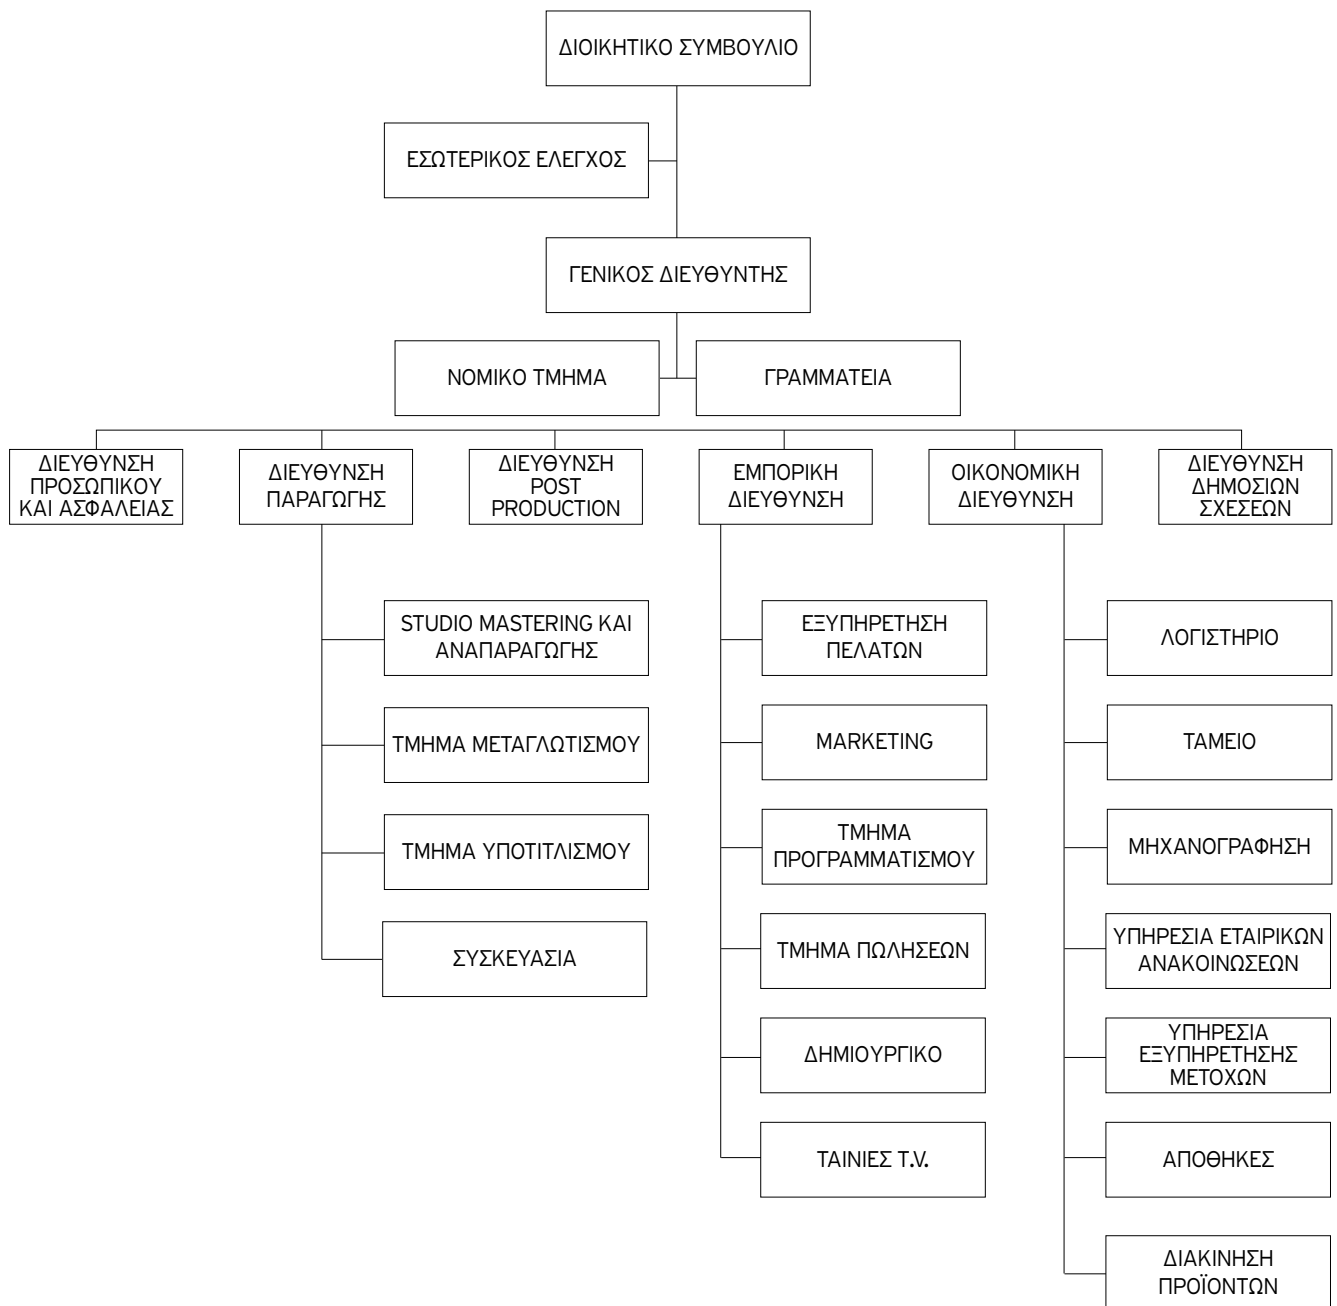 ΔΙΟΙΚΗΤΙΚΟ ΣΥΜΒΟΥΛΙΟ
ΕΣΩΤΕΡΙΚΟΣ ΕΛΕΓΧΟΣ
ΓΕΝΙΚΟΣ ΔΙΕΥΘΥΝΤΗΣ
ΝΟΜΙΚΟ ΤΜΗΜΑ
ΓΡΑΜΜΑΤΕΙΑ
ΔΙΕΥΘΥΝΣΗ
ΠΡΟΣΩΠΙΚΟΥ
ΚΑΙ ΑΣΦΑΛΕΙΑΣ
ΔΙΕΥΘΥΝΣΗ
ΠΑΡΑΓΩΓΗΣ
ΔΙΕΥΘΥΝΣΗ
POST
PRODUCTION
ΕΜΠΟΡΙΚΗ
ΔΙΕΥΘΥΝΣΗ
ΟΙΚΟΝΟΜΙΚΗ
ΔΙΕΥΘΥΝΣΗ
ΔΙΕΥΘΥΝΣΗ
ΔΗΜΟΣΙΩΝ
ΣΧΕΣΕΩΝ
STUDIO MASTERING ΚΑΙ
ΑΝΑΠΑΡΑΓΩΓΗΣ
ΤΜΗΜΑ ΜΕΤΑΓΛΩΤΙΣΜΟΥ
ΤΜΗΜΑ ΥΠΟΤΙΤΛΙΣΜΟΥ
ΣΥΣΚΕΥΑΣΙΑ
ΕΞΥΠΗΡΕΤΗΣΗ
ΠΕΛΑΤΩΝ
MARKETING
ΤΜΗΜΑ
ΠΡΟΓΡΑΜΜΑΤΙΣΜΟΥ
ΤΜΗΜΑ ΠΩΛΗΣΕΩΝ
ΔΗΜΙΟΥΡΓΙΚΟ
ΤΑΙΝΙΕΣ T.V.
ΛΟΓΙΣΤΗΡΙΟ
ΤΑΜΕΙΟ
ΜΗΧΑΝΟΓΡΑΦΗΣΗ
ΥΠΗΡΕΣΙΑ ΕΤΑΙΡΙΚΩΝ
ΑΝΑΚΟΙΝΩΣΕΩΝ
ΥΠΗΡΕΣΙΑ
ΕΞΥΠΗΡΕΤΗΣΗΣ
ΜΕΤΟΧΩΝ
ΑΠΟΘΗΚΕΣ
ΔΙΑΚΙΝΗΣΗ
ΠΡΟΪΟΝΤΩΝ